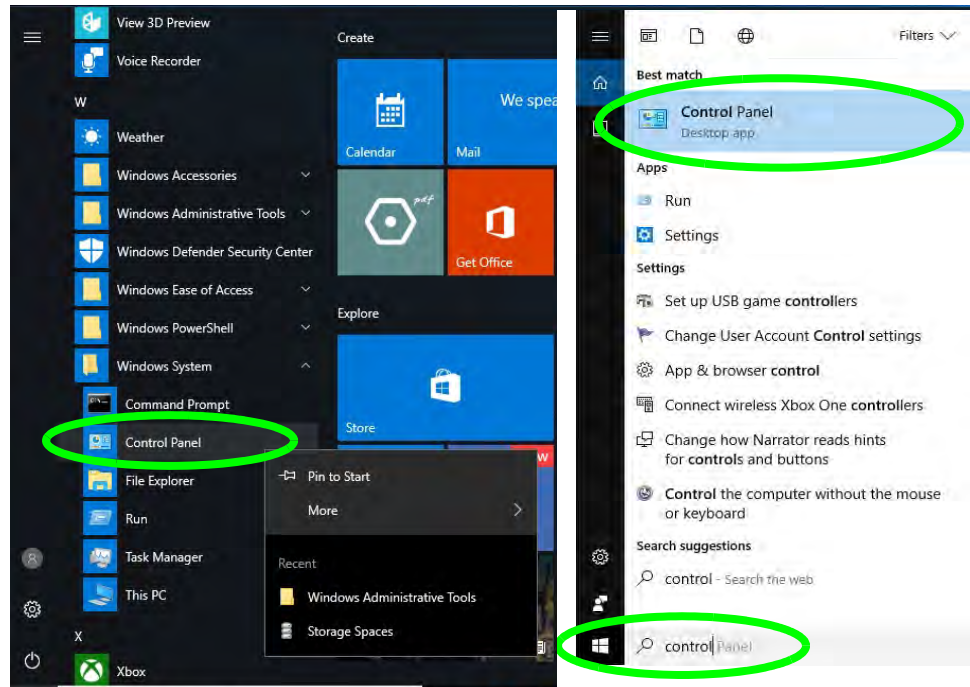 View 3D Preview
Voice Recorder
W
Weather
Windows Accessories
Windows Administrative Tools
Windows Defender Security Center
Windows Ease of Access
Windows PowerShell
Windows System
Command Prompt
Control Panel
File Explorer
Run
Task Manager
This PC
X
Xbox
Create
We spea
Calendar
Mail
pdf
Get Office
Explore
Store
W
Pin to Start
More
Recent
Windows Administrative Tools
Storage Spaces
Filters
Best match
Control Panel
Desktop app
Apps
Run
Settings
Settings
Set up USB game controllers
Change User Account Control settings
App & browser control
Connect wireless Xbox One controllers
Change how Narrator reads hints
for controls and buttons
Control the computer without the mouse
or keyboard
Search suggestions
control - Search the web
control Panel